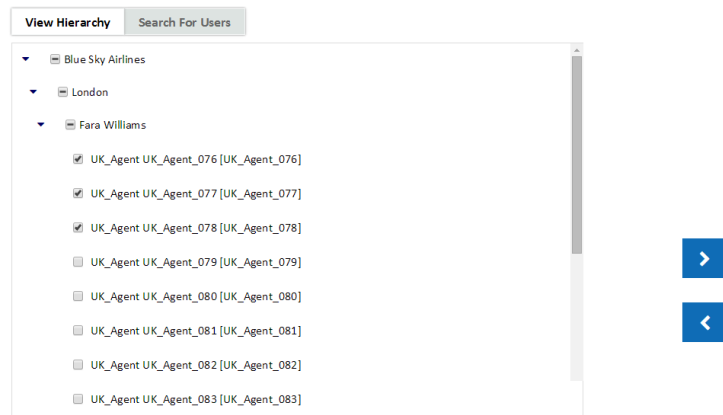 View Hierarchy Search For Users
Blue Sky Airlines
London
Fara Williams
UK_Agent UK_Agent_076 [UK_Agent_076]
UK_Agent UK_Agent_077 [UK_Agent_077]
UK_Agent UK_Agent_078 [UK_Agent_078]
UK_Agent UK_Agent_079 [UK_Agent_079]
UK_Agent UK_Agent_080 [UK_Agent_080]
UK_Agent UK_Agent_081 [UK_Agent_081]
UK_Agent UK_Agent_082 [UK_Agent_082]
UK_Agent UK_Agent_083 [UK_Agent_083]